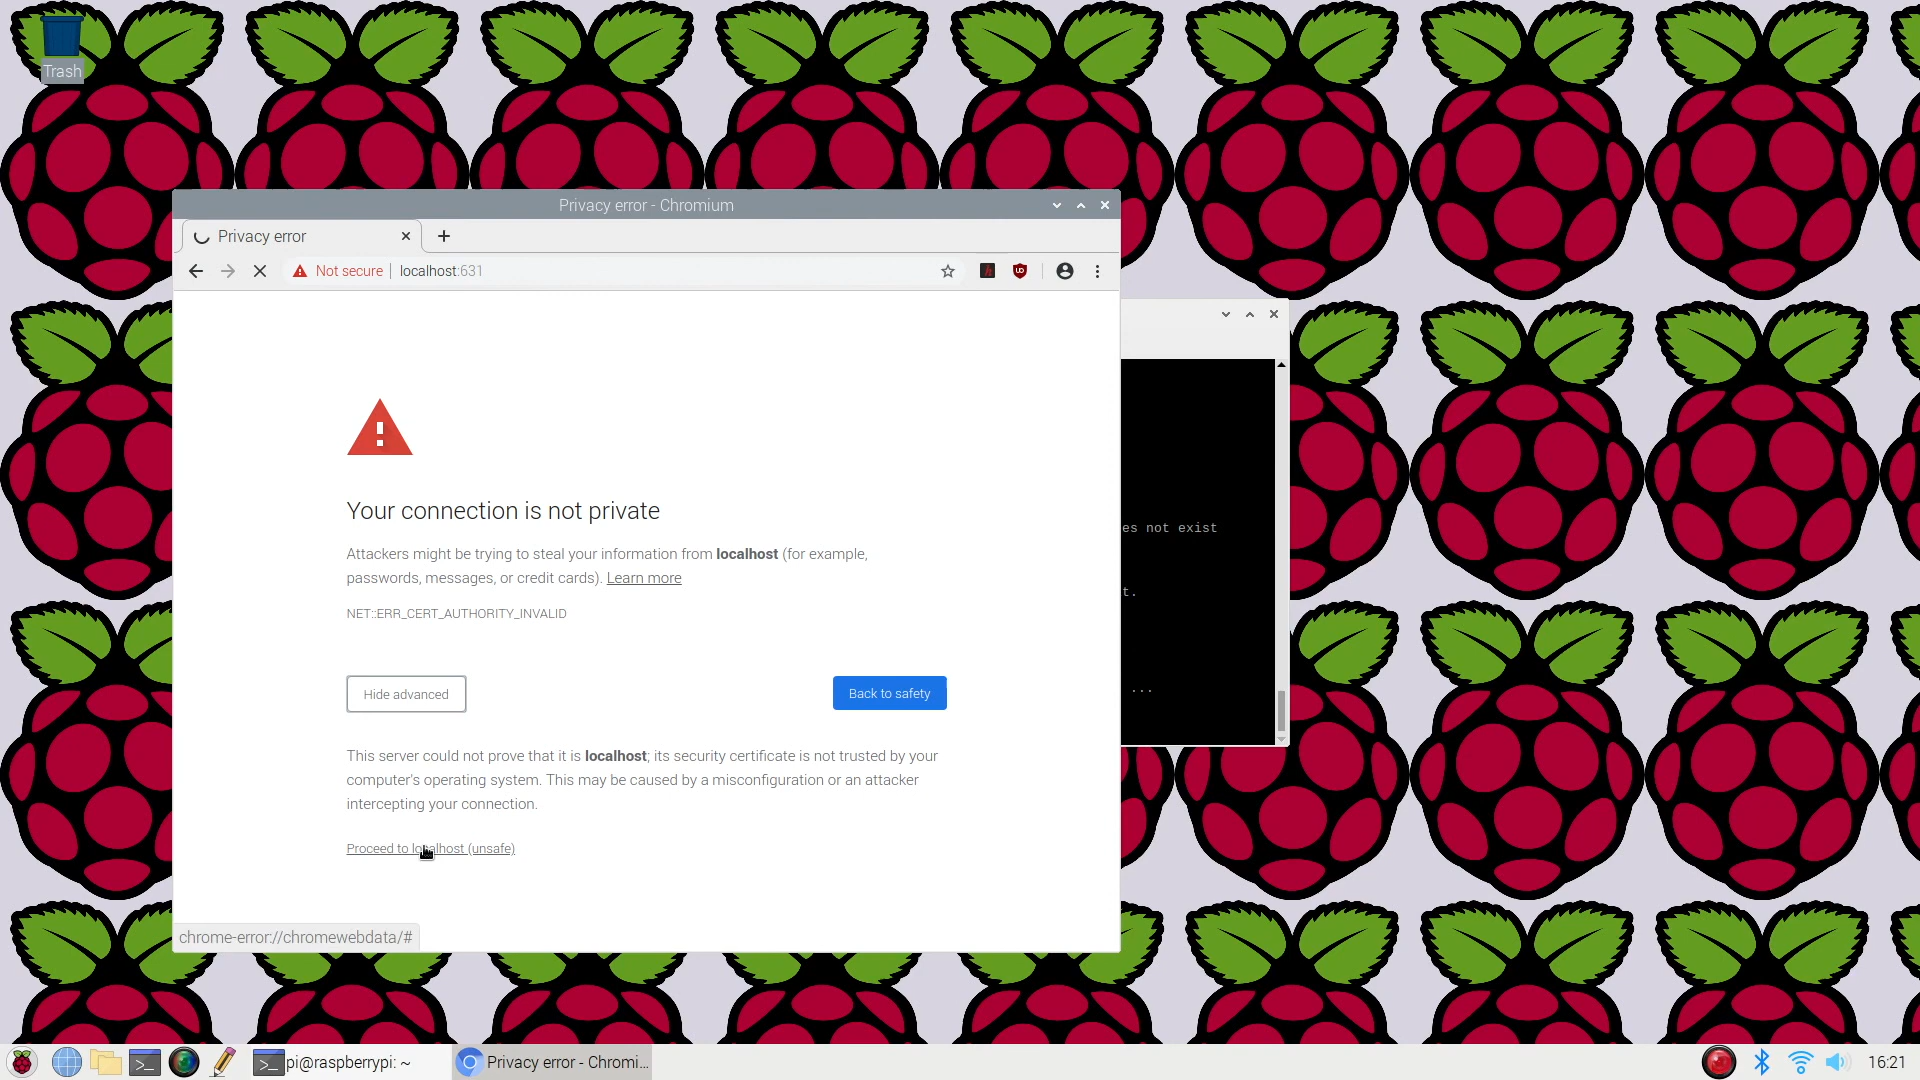 Trash
Privacy error - Chromium
Privacy error
Not secure
localhost:631
Your connection is not private
Attackers might be trying to steal your information from localhost (for example,
passwords, messages, or credit cards). Learn more
NET::ERR_CERT_AUTHORITY_INVALID
es not exist
t.
...
Hide advanced
Back to safety
This server could not prove that it is localhost; its security certificate is not trusted by your
computer's operating system. This may be caused by a misconfiguration or an attacker
intercepting your connection.
Proceed to localhost (unsafe)
chrome-error://chromewebdata/#
pi@raspberrypi: ~
Privacy error - Chromi...
16:21